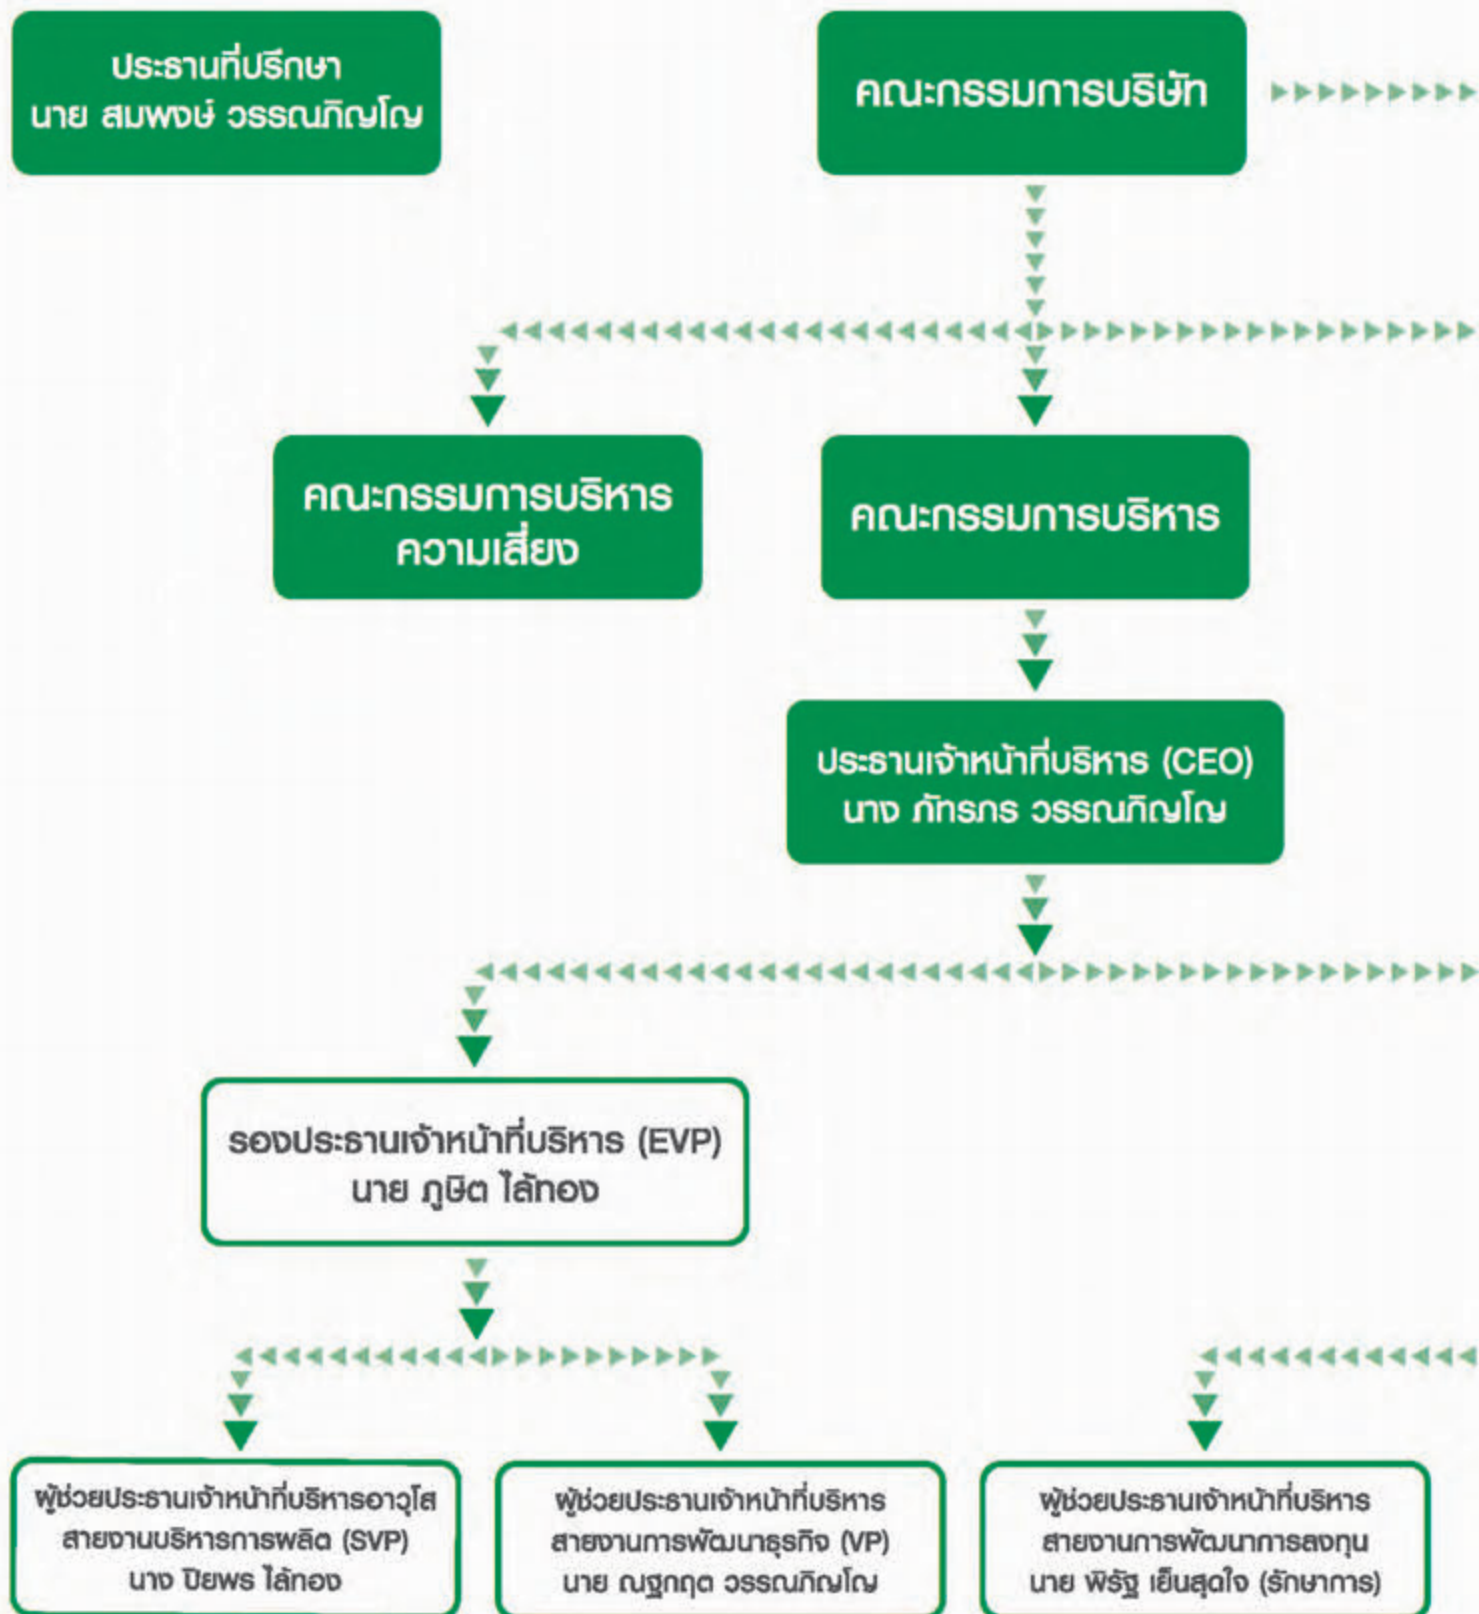 ประธานที่ปรึกษา
นาย สมพงษ์ วรรณภิญโญ
คณะกรรมการบริษัท
คณะกรรมการบริหาร
ความเสี่ยง
คณะกรรมการบริหาร
ประธานเจ้าหน้าที่บริหาร (CEO)
นาง ภัทรภร วรรณภิญโญ
รองประธานเจ้าหน้าที่บริหาร (EVP)
นาย ภูษิต ไล้ทอง
ผู้ช่วยประธานเจ้าหน้าที่บริหารอาวุโส
สายงานบริหารการผลิต (SVP)
นาง ปิยพร ไล้ทอง
ผู้ช่วยประธานเจ้าหน้าที่บริหาร
สายงานการพัฒนาธุรกิจ (VP)
นาย ณฐกฤต วรรณภิญโญ
ผู้ช่วยประธานเจ้าหน้าที่บริหาร
สายงานการพัฒนาการลงทุน
นาย พิรัฐ เย็นสุดใจ (รักษาการ)